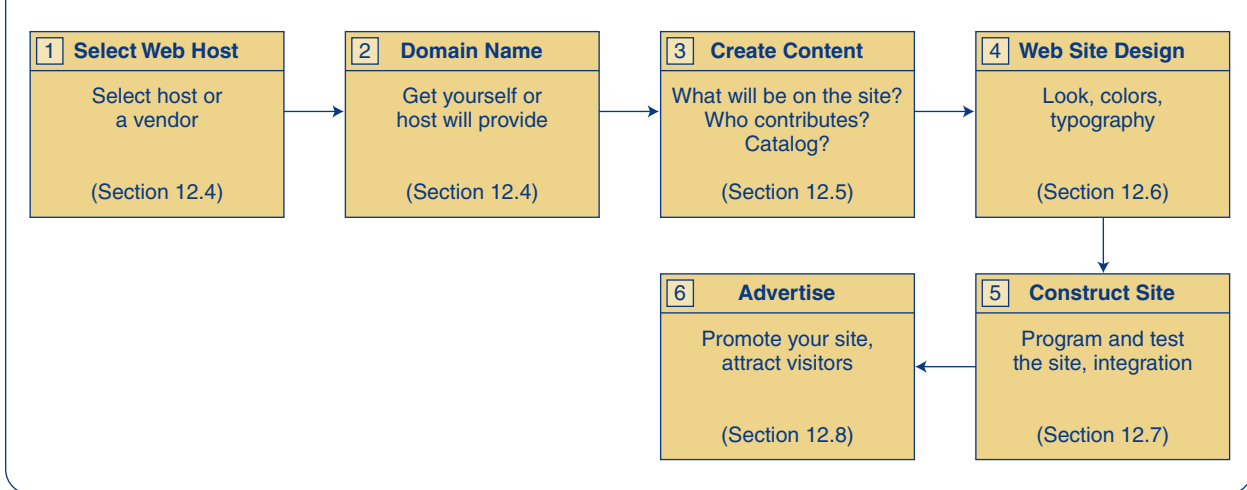 1 Select Web Host
Select host or
a vendor
(Section 12.4)
2 Domain Name
Get yourself or
host will provide
(Section 12.4)
3 Create Content
What will be on the site?
Who contributes?
Catalog?
(Section 12.5)
4 Web Site Design
Look, colors,
typography
(Section 12.6)
5 Construct Site
Program and test
the site, integration
(Section 12.7)
6 Advertise
Promote your site,
attract visitors
(Section 12.8)